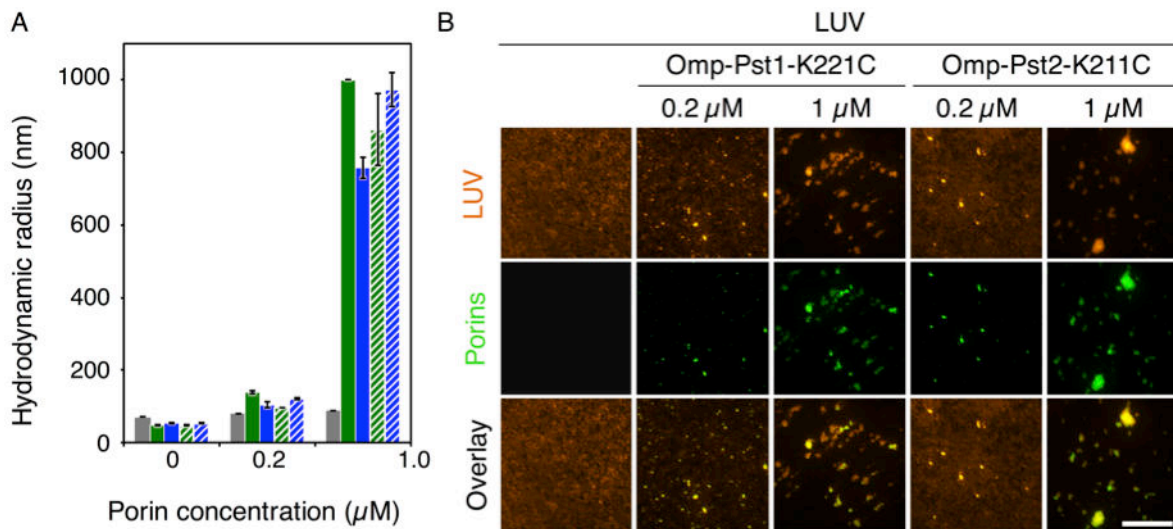 A
Hydrodynamic radius (nm)
1000
800
600
400
200
0
0 0.2 1.0
Porin concentration (µM)
B
LUV
Omp-Pst1-K221C Omp-Pst2-K211C
0.2 µM 1 µM 0.2 µM 1 µM
LUV
Porins
Overlay